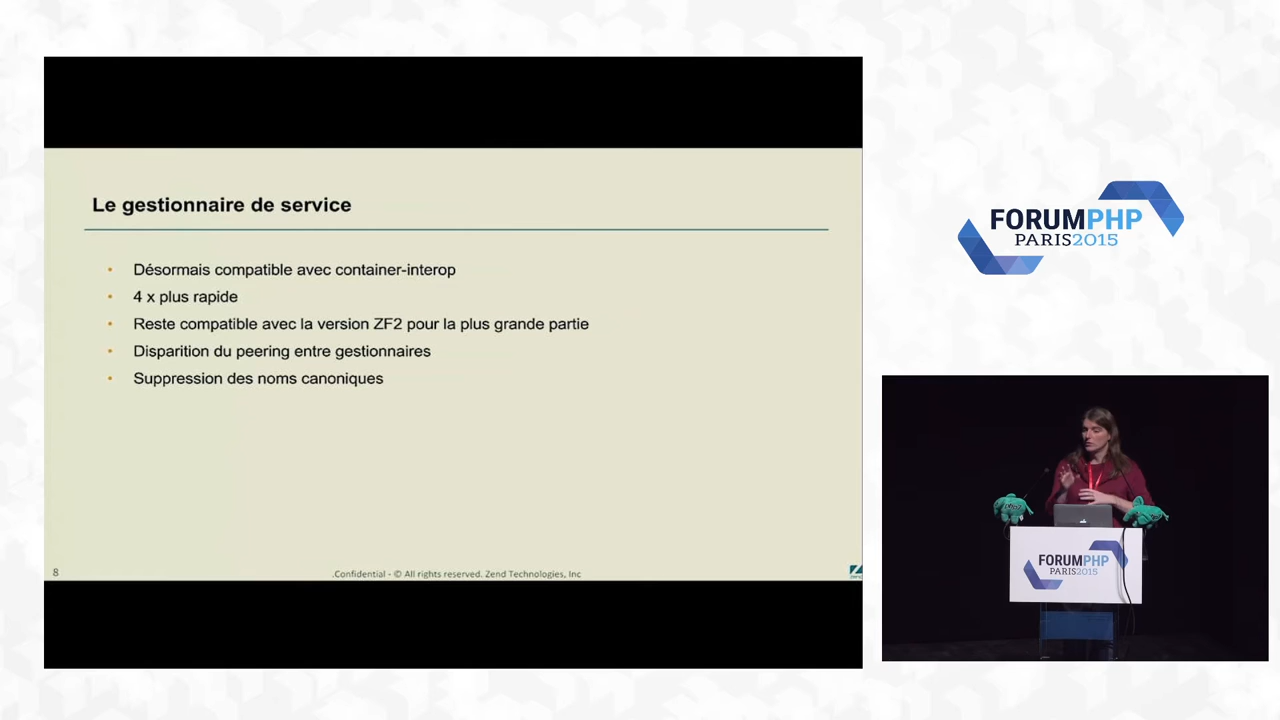 Le gestionnaire de service
Désormais compatible avec container-interop
4 x plus rapide
Reste compatible avec la version ZF2 pour la plus grande partie
Disparition du peering entre gestionnaires
Suppression des noms canoniques
8
.Confidential - © All rights reserved. Zend Technologies, Inc
FORUMPHP
PARIS2015
FORUMPHP
PARIS2015